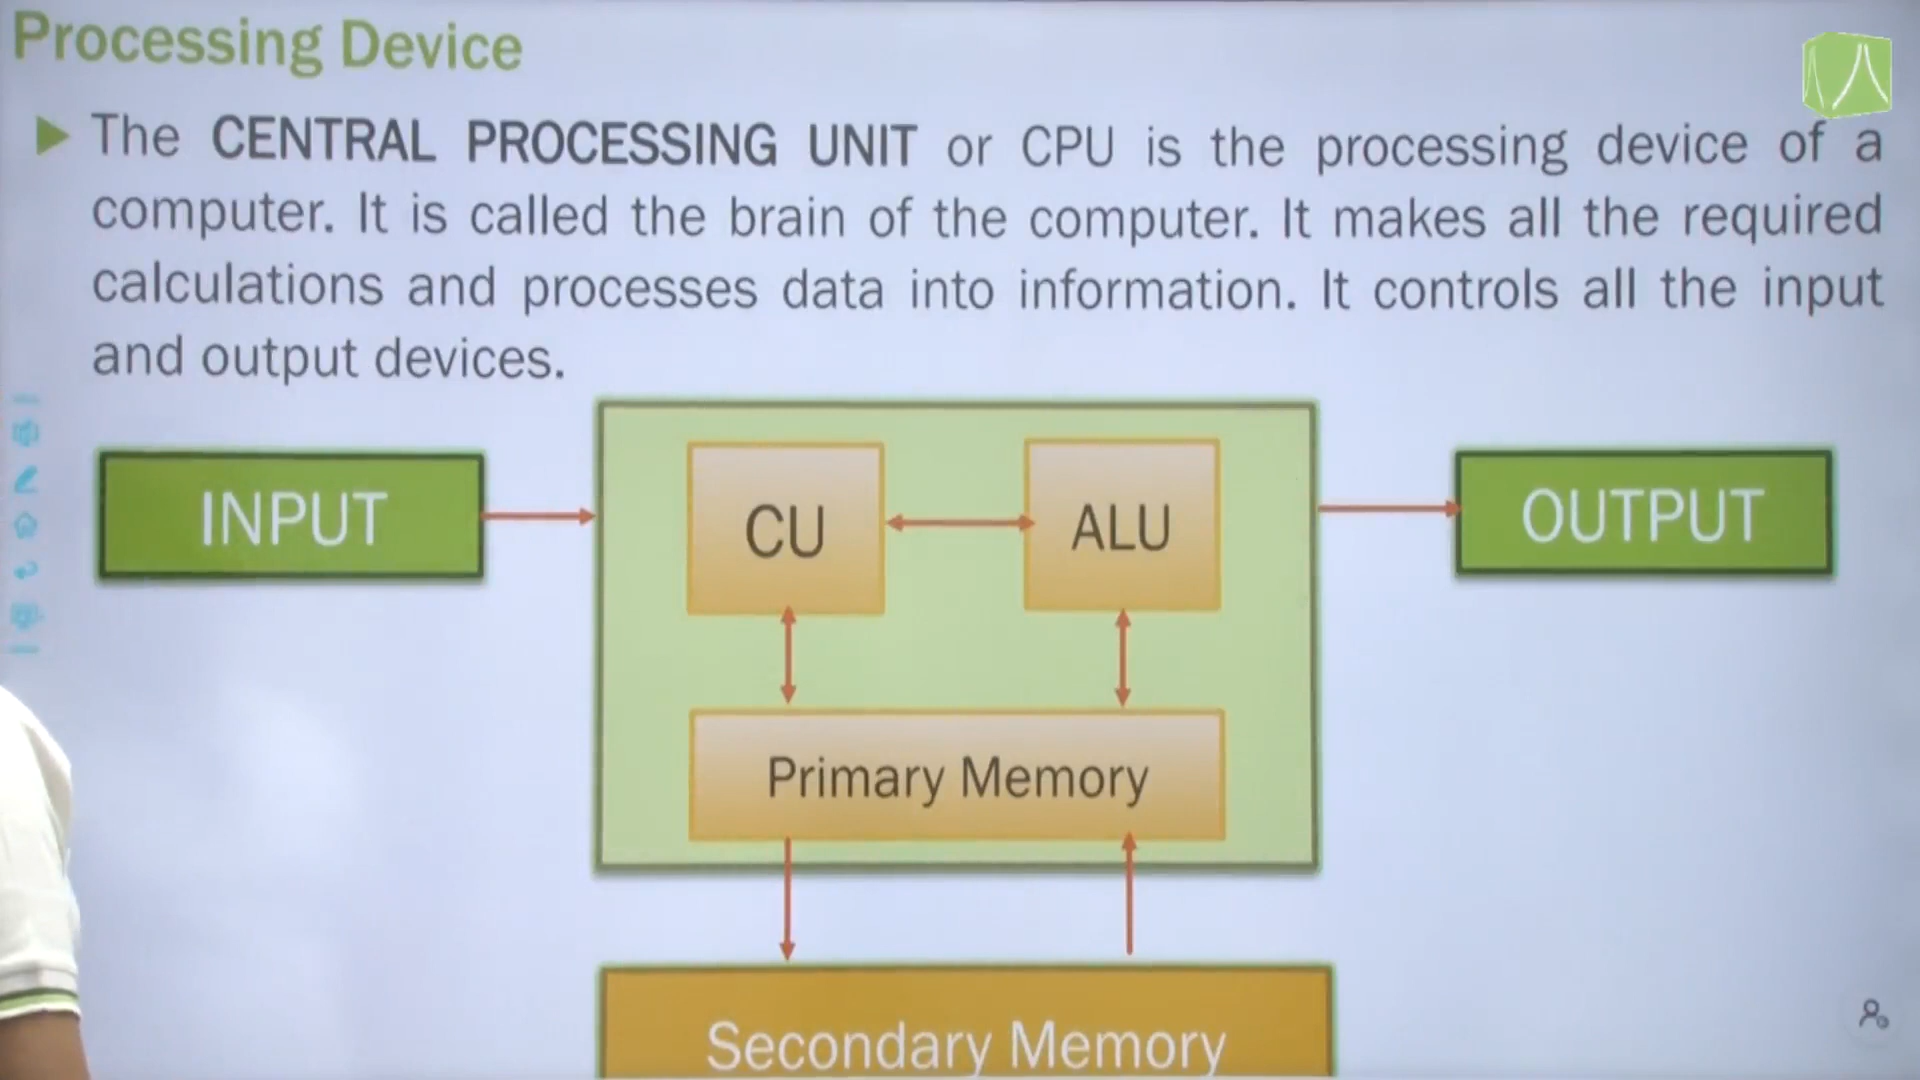 Processing Device
The CENTRAL PROCESSING UNIT or CPU is the processing device of a
computer. It is called the brain of the computer. It makes all the required
calculations and processes data into information. It controls all the input
and output devices.
INPUT
CU
ALU
OUTPUT
Primary Memory
Secondary Memory